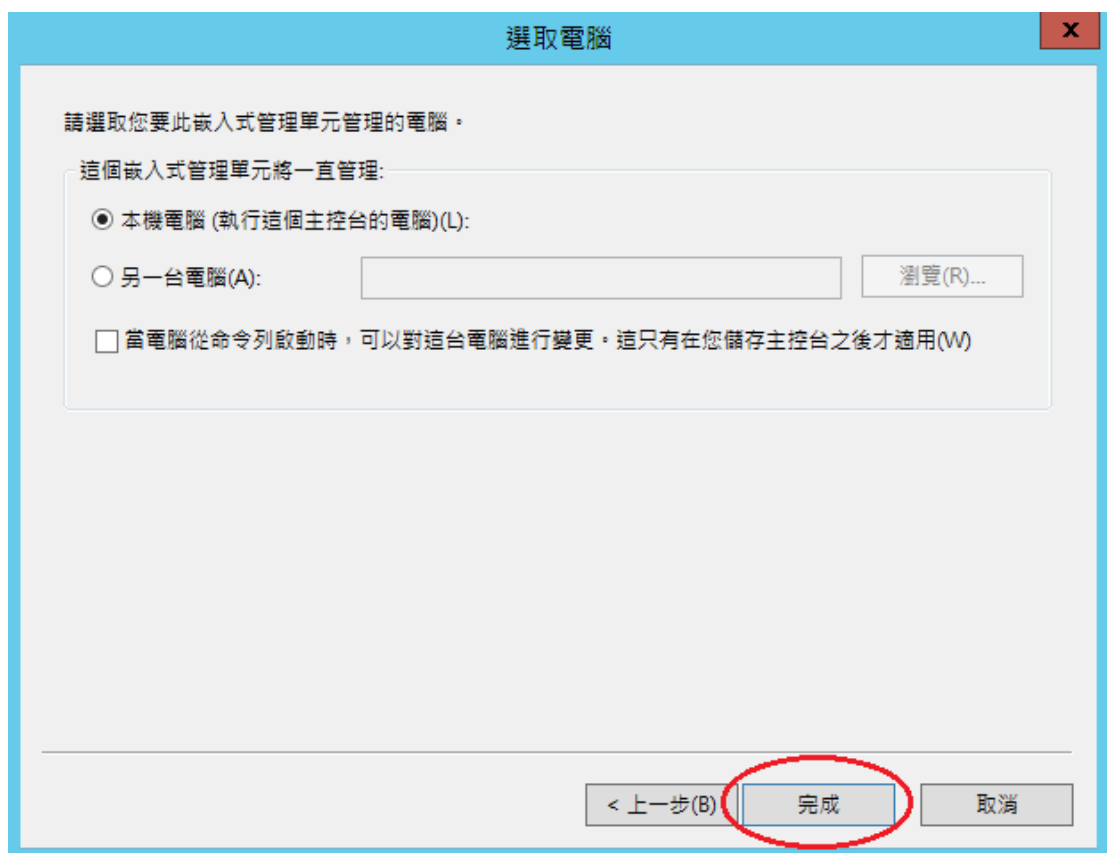 選取電腦
x
請選取您要此嵌入式管理單元管理的電腦。
這個嵌入式管理單元將一直管理:
本機電腦 (執行這個主控台的電腦)(L):
另一台電腦(A):
瀏覽(R)...
當電腦從命令列啟動時，可以對這台電腦進行變更。這只有在您儲存主控台之後才適用(W)
< 上一步(B)
完成
取消